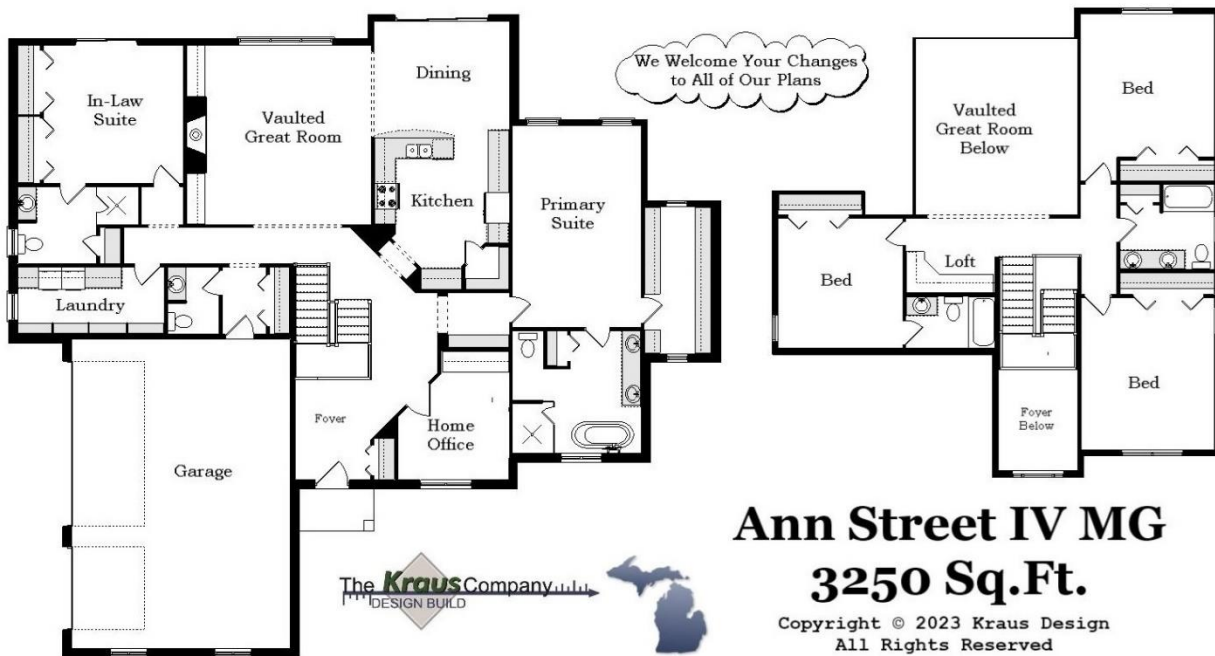 In-Law
Suite
Vaulted
Great Room
Dining
Kitchen
Primary
Suite
Laundry
Garage
Foyer
Home
Office
We Welcome Your Changes
to All of Our Plans
Vaulted
Great Room
Below
Bed
Bed
Loft
Bed
Foyer
Below
The Kraus Company
DESIGN BUILD
Ann Street IV MG
3250 Sq.Ft.
Copyright © 2023 Kraus Design
All Rights Reserved